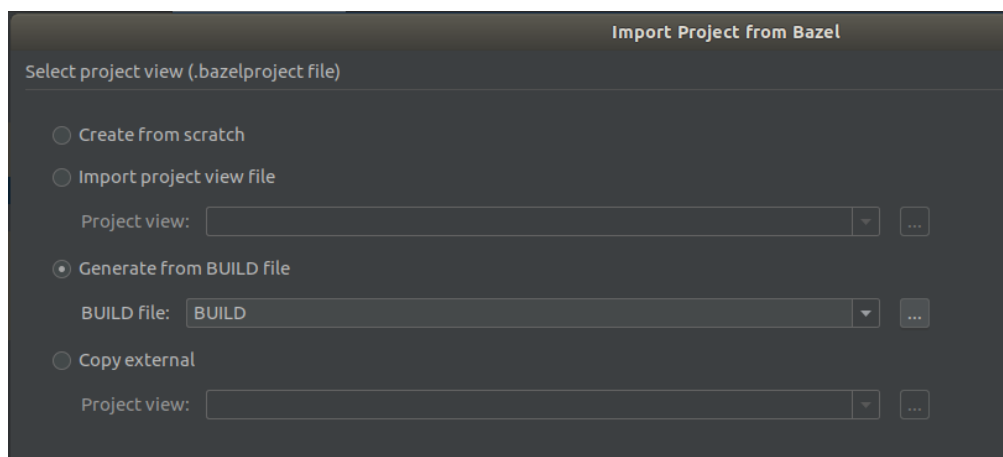 Import Project from Bazel
Select project view (.bazelproject file)
Create from scratch
Import project view file
Project view:
...
Generate from BUILD file
BUILD file: BUILD
...
Copy external
Project view:
...